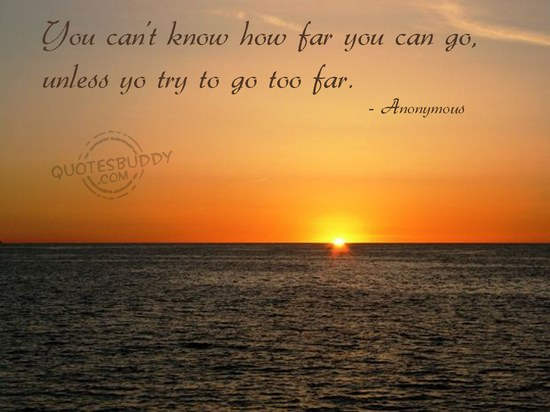 You can't know how far you can go,
unless yo try to go too far.
- Anonymous
QUOTESBUDDY
.COM